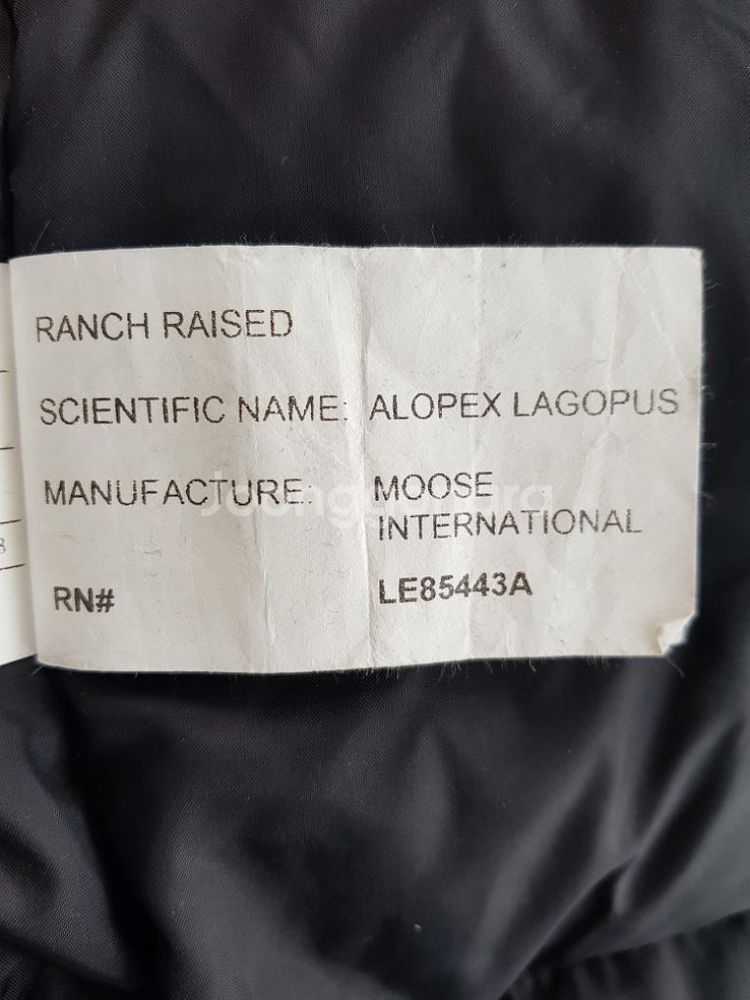 RANCH RAISED
SCIENTIFIC NAME: ALOPEX LAGOPUS
MANUFACTURE: MOOSE
INTERNATIONAL
RN# LE85443A